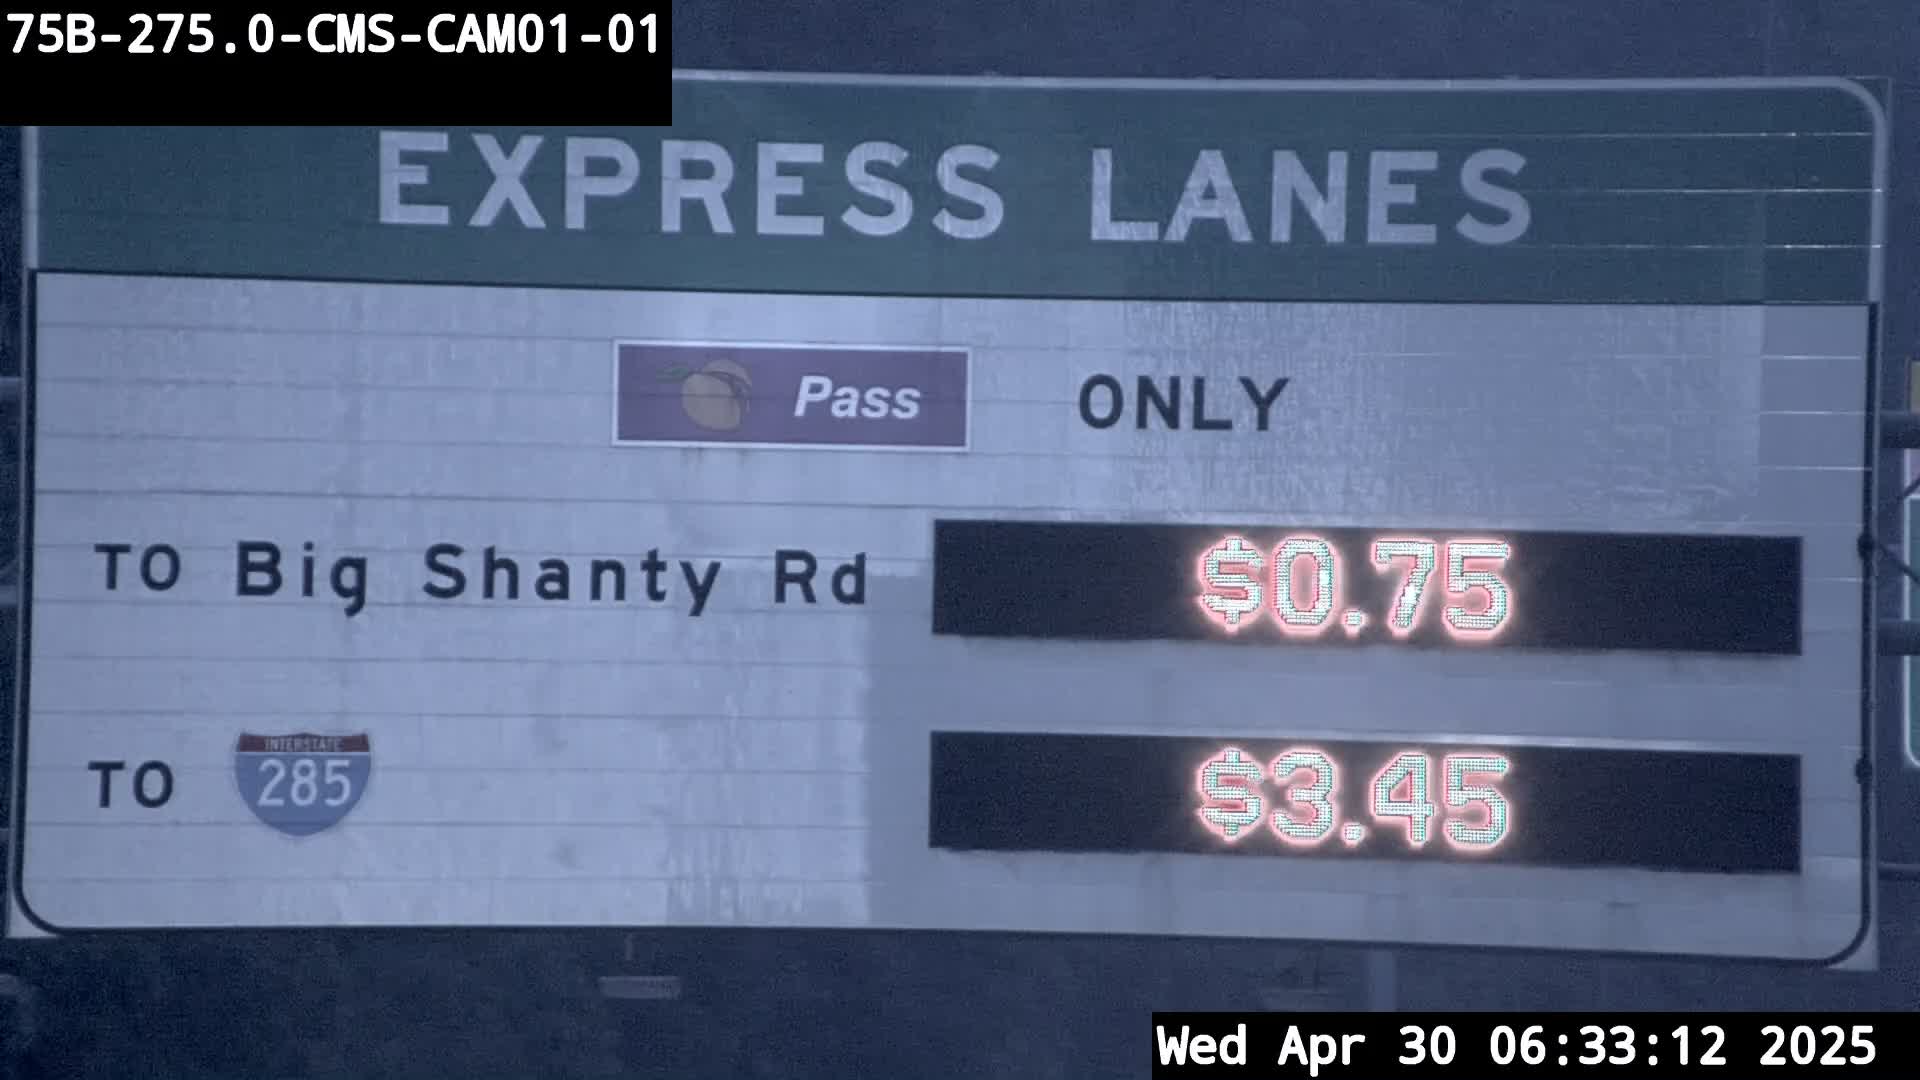 75B-275.0-CMS-CAM01-01
EXPRESS LANES
Pass ONLY
TO Big Shanty Rd $0.75
INTERSTATE
TO 285 $3.45
Wed Apr 30 06:33:12 2025